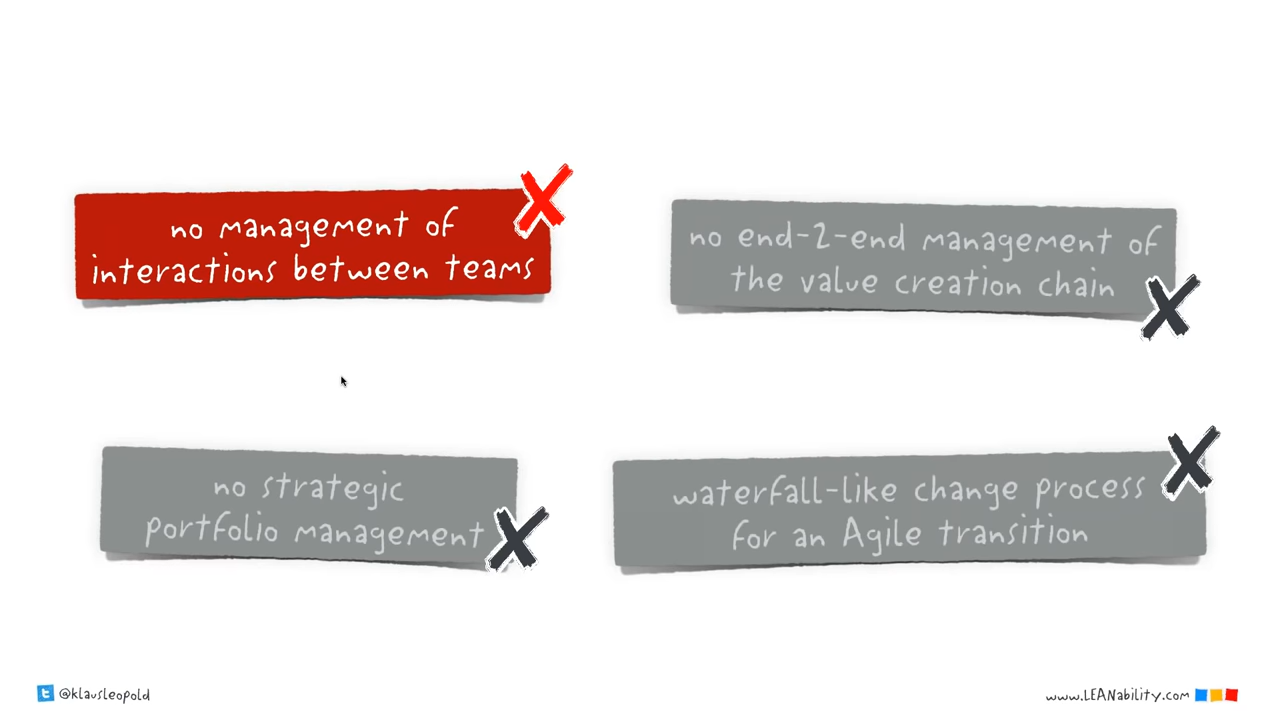 no management of
interactions between teams
no end-2-end management of
the value creation chain
no strategic
portfolio management
waterfall-like change process
for an Agile transition
@klausleopold
www.LEANability.com